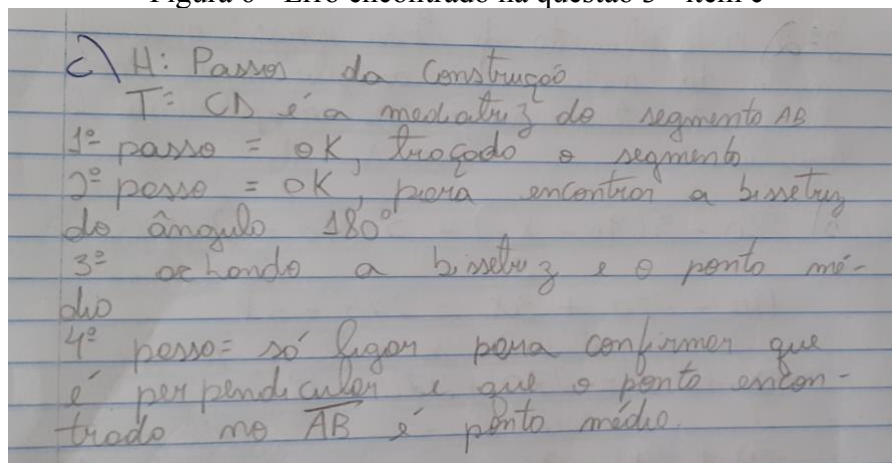 Figura 6 – Erro encontrado na questão 3 – item c
c) H: Passos da Construção
T: CD é a mediatriz do segmento AB
1º passo = OK, traçado o segmento
2º passo = OK, para encontrar a bissetriz
do ângulo 180º
3º achando a bissetriz e o ponto mé-
dio
4º passo = só ligar para confirmar que
é perpendicular e que o ponto encon-
trado no AB é ponto médio.